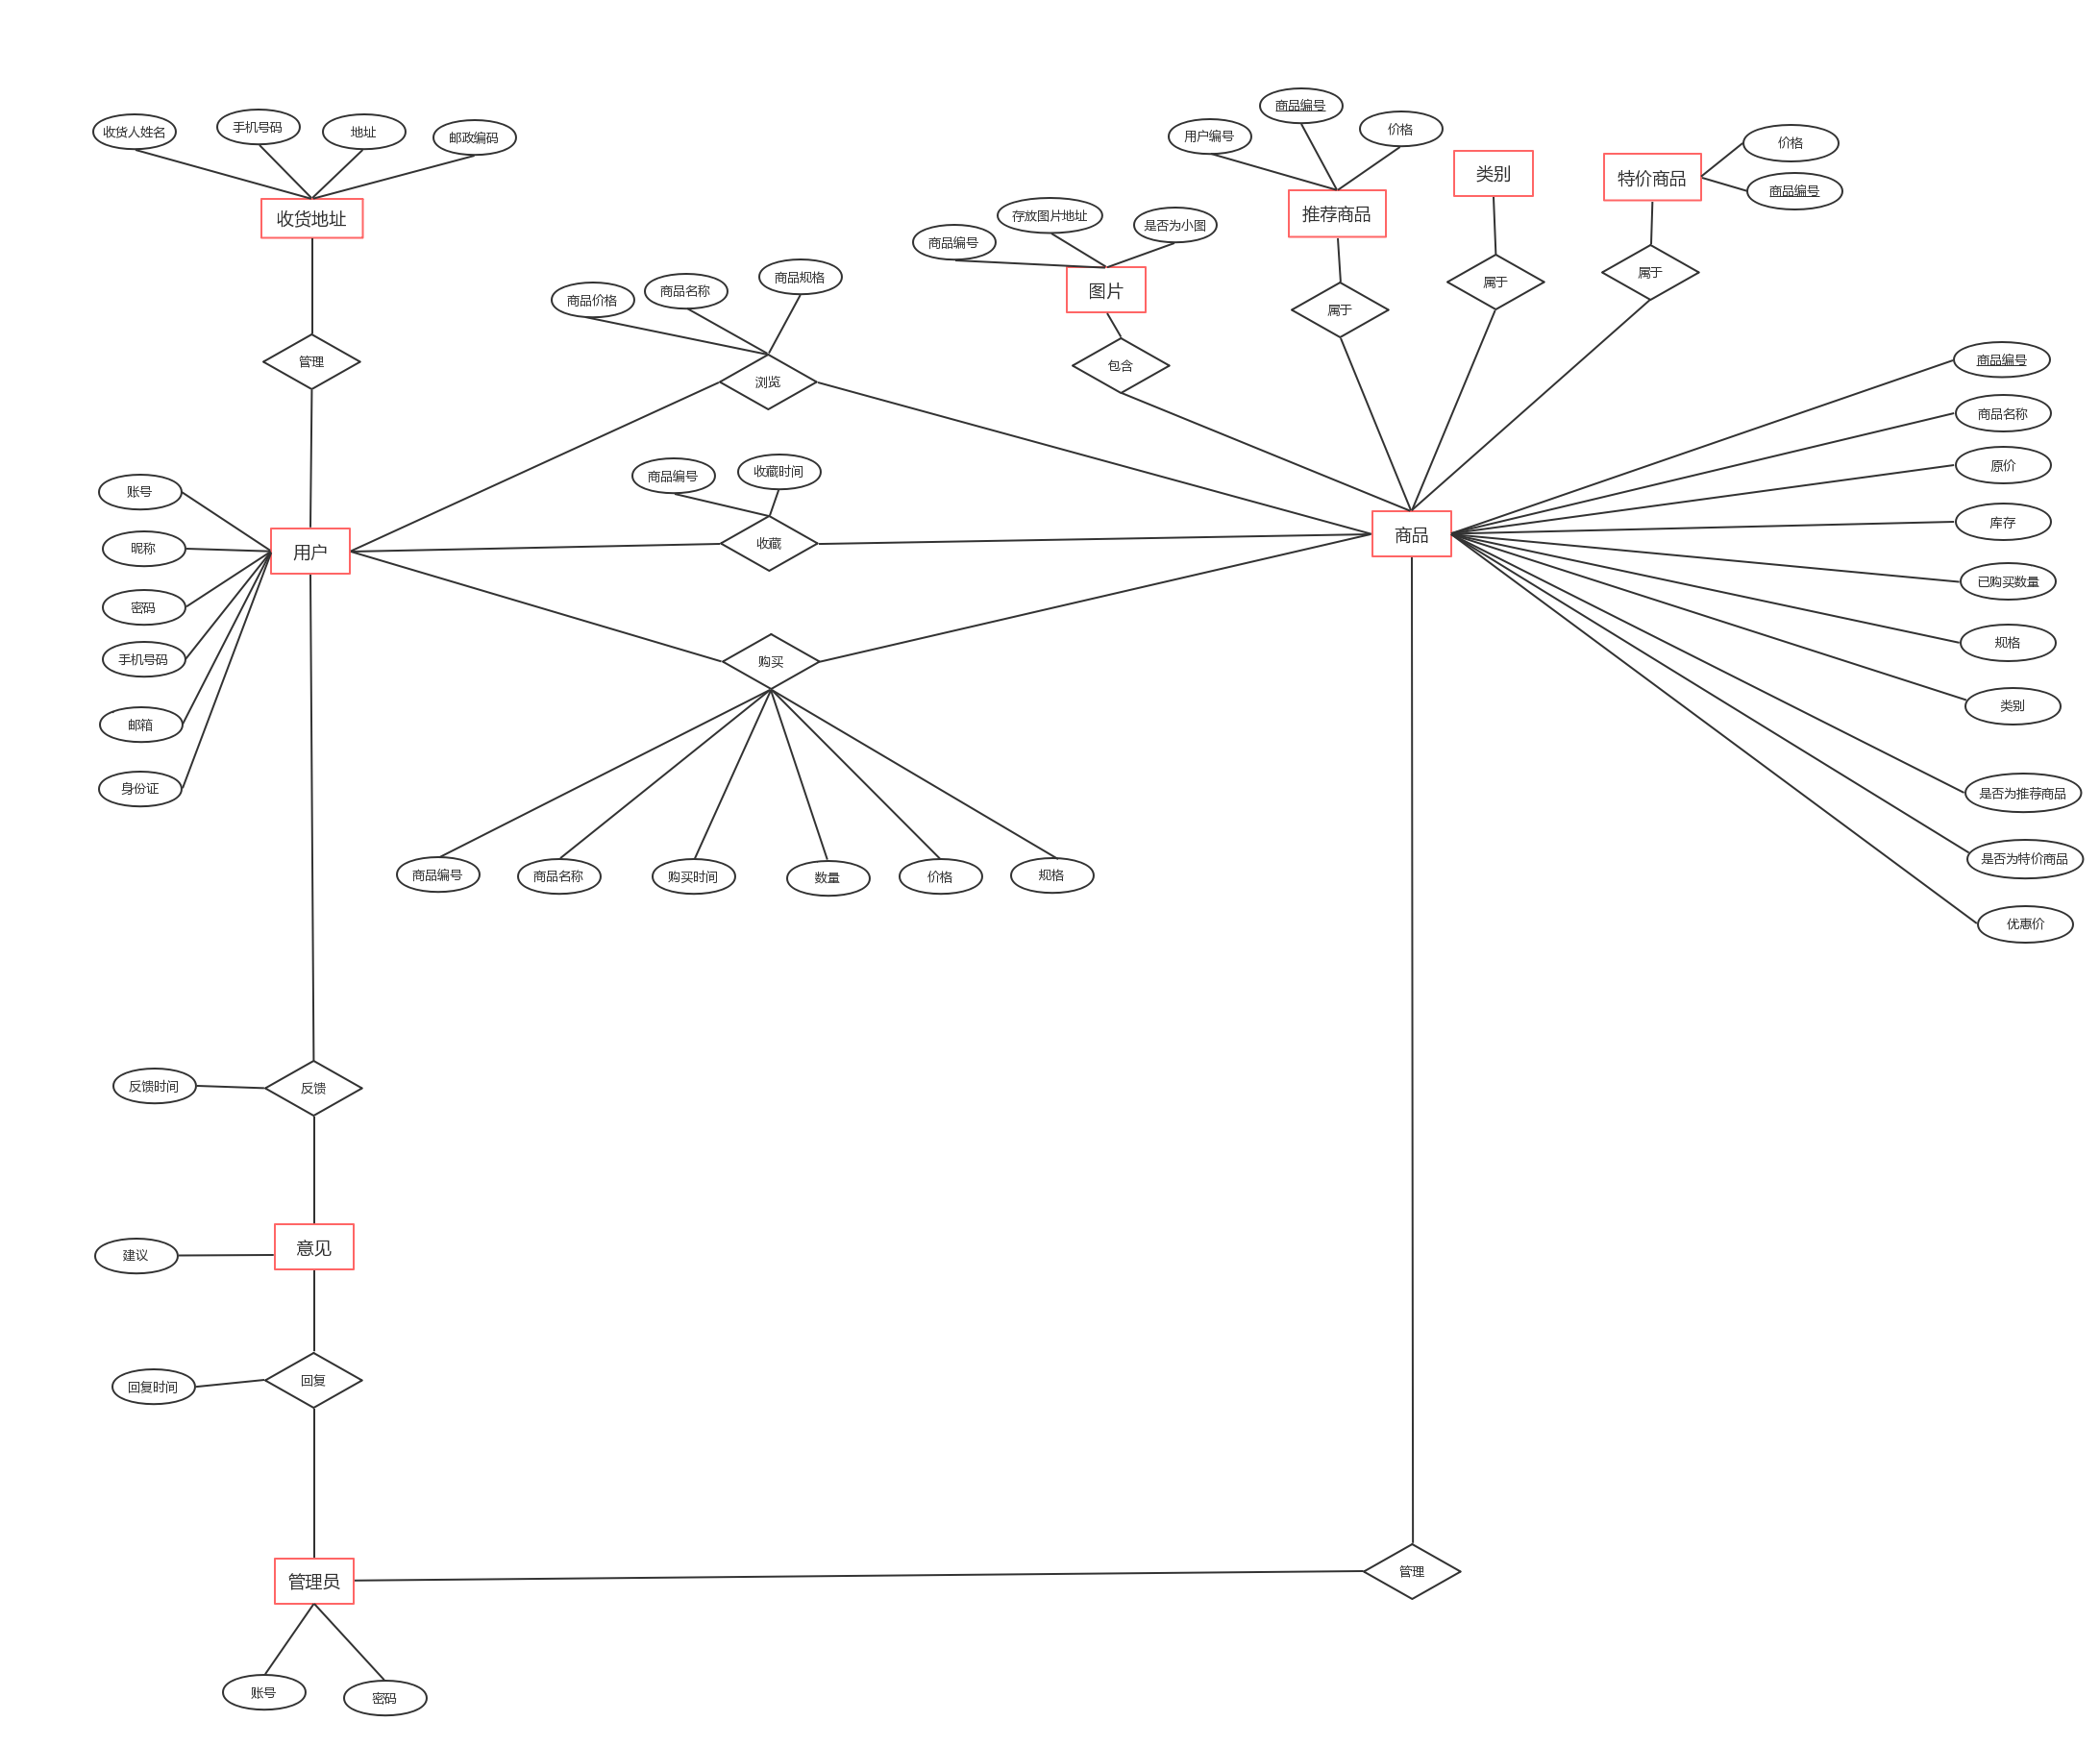 商品编号
手机号码
收货人姓名
地址
邮政编码
用户编号
价格
价格
类别
特价商品
商品编号
收货地址
推荐商品
存放图片地址
是否为小图
商品编号
商品规格
商品名称
商品价格
图片
属于
属于
属于
管理
浏览
包含
商品编号
商品名称
原价
商品编号
收藏时间
账号
昵称
用户
收藏
商品
库存
已购买数量
密码
手机号码
购买
规格
类别
邮箱
身份证
是否为推荐商品
是否为特价商品
商品编号
商品名称
购买时间
数量
价格
规格
优惠价
反馈时间
反馈
建议
意见
回复时间
回复
管理员
管理
账号
密码